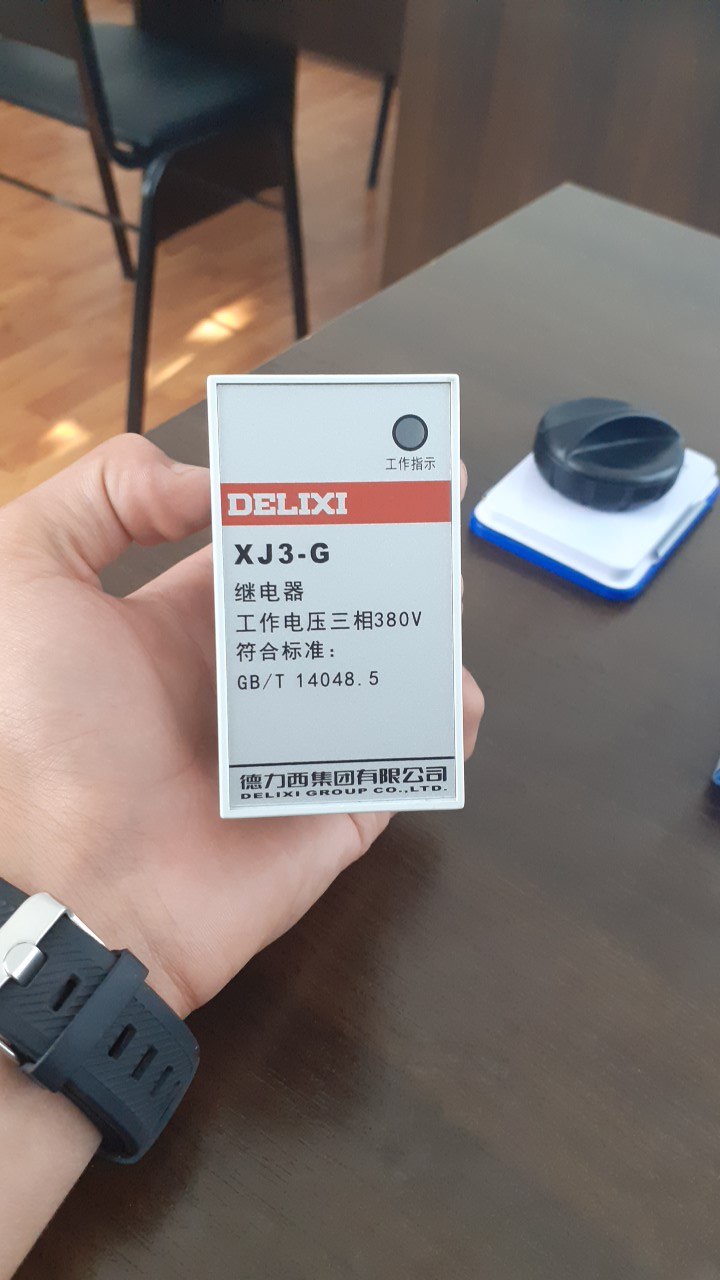 工作指示
DELIXI
XJ3-G
继电器
工作电压三相380V
符合标准：
GB/T 14048.5
德力西集团有限公司
DELIXI GROUP CO.,LTD.